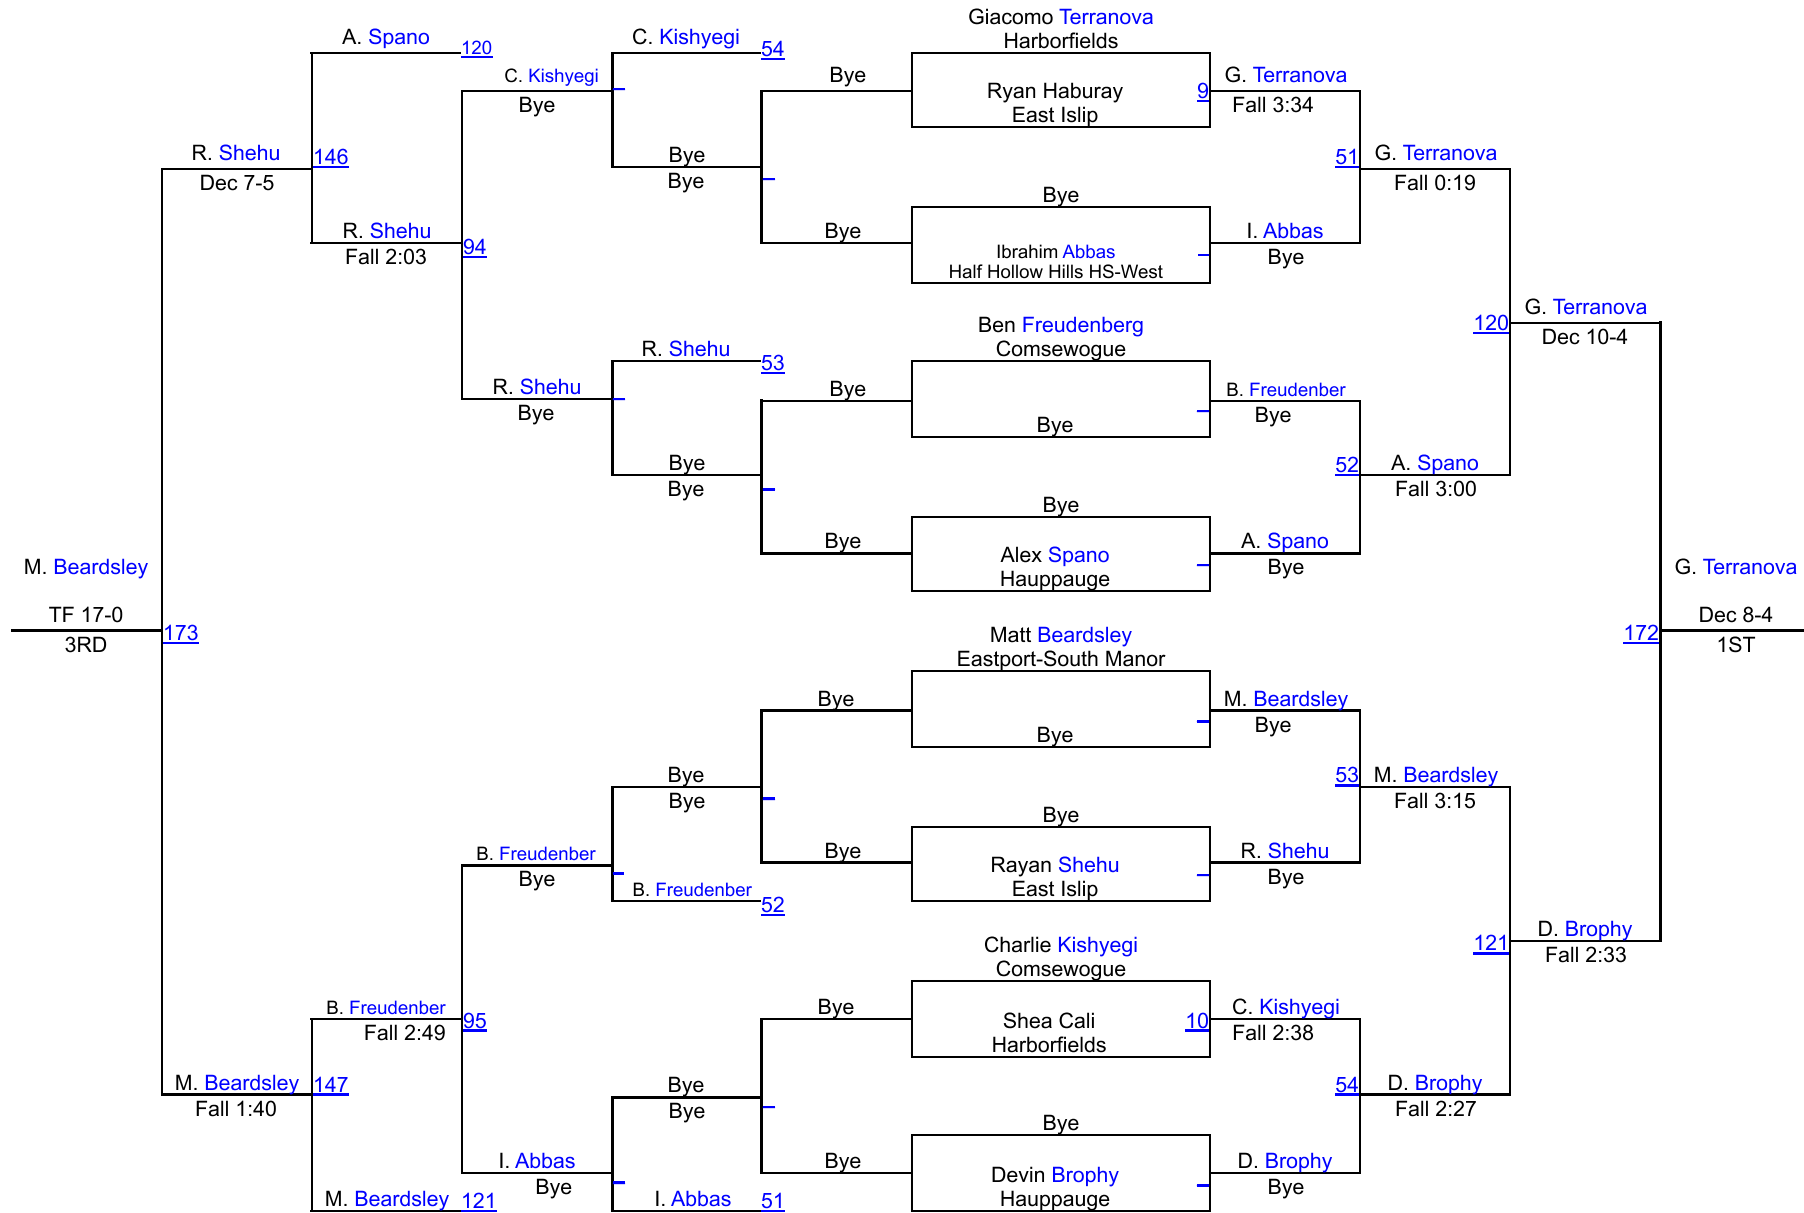 Giacomo Terranova
Harborfields
A. Spano 120
C. Kishyegi 54
C. Kishyegi
Bye
Bye
Ryan Haburay 9
East Islip
G. Terranova
Fall 3:34
R. Shehu 146
Dec 7-5
Bye
Bye
51 G. Terranova
Fall 0:19
R. Shehu
Fall 2:03
94
Bye
Bye
Ibrahim Abbas
Half Hollow Hills HS-West
I. Abbas
Bye
G. Terranova
120
Dec 10-4
Ben Freudenberg
Comsewogue
R. Shehu 53
R. Shehu
Bye
Bye
Bye
B. Freudenber
Bye
Bye
Bye
52 A. Spano
Fall 3:00
Bye
Bye
Alex Spano
Hauppauge
A. Spano
Bye
M. Beardsley
TF 17-0
3RD
173
G. Terranova
172 Dec 8-4
1ST
Matt Beardsley
Eastport-South Manor
Bye
Bye
M. Beardsley
Bye
Bye
Bye
53 M. Beardsley
Fall 3:15
B. Freudenber
Bye
B. Freudenber 52
Bye
Bye
Rayan Shehu
East Islip
R. Shehu
Bye
D. Brophy
121
Fall 2:33
Charlie Kishyegi
Comsewogue
B. Freudenber
Fall 2:49
95
Bye
Shea Cali 10
Harborfields
C. Kishyegi
Fall 2:38
M. Beardsley 147
Fall 1:40
Bye
Bye
54 D. Brophy
Fall 2:27
I. Abbas
Bye
Bye
Bye
Devin Brophy
Hauppauge
D. Brophy
Bye
M. Beardsley 121
I. Abbas 51